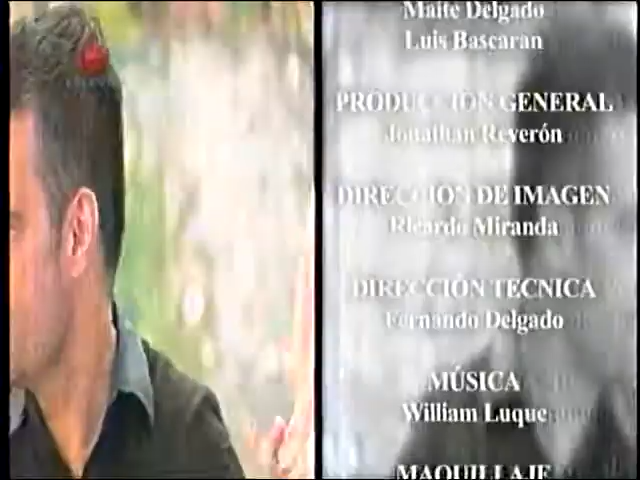 Maite Delgado
Luis Bascaran
PRODUCCIÓN GENERAL
Jonathan Reverón
DIRECCIÓN DE IMAGEN
Ricardo Miranda
DIRECCIÓN TECNICA
Fernando Delgado
MÚSICA
William Luque
MAQUILLAJE